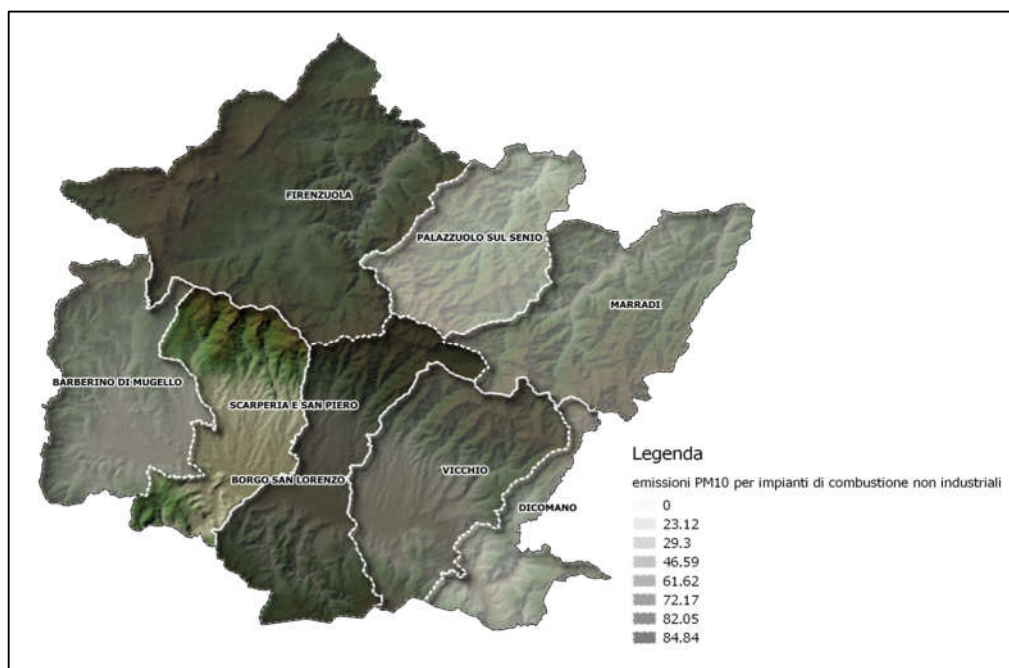 FIRENZUOLA
PALAZZUOLO SUL SENIO
MARRADI
BARBERINO DI MUGELLO
SCARPERIA E SAN PIERO
VICCHIO
BORGO SAN LORENZO
DICOMANO
Legenda
emissioni PM10 per impianti di combustione non industriali
0
23.12
29.3
46.59
61.62
72.17
82.05
84.84